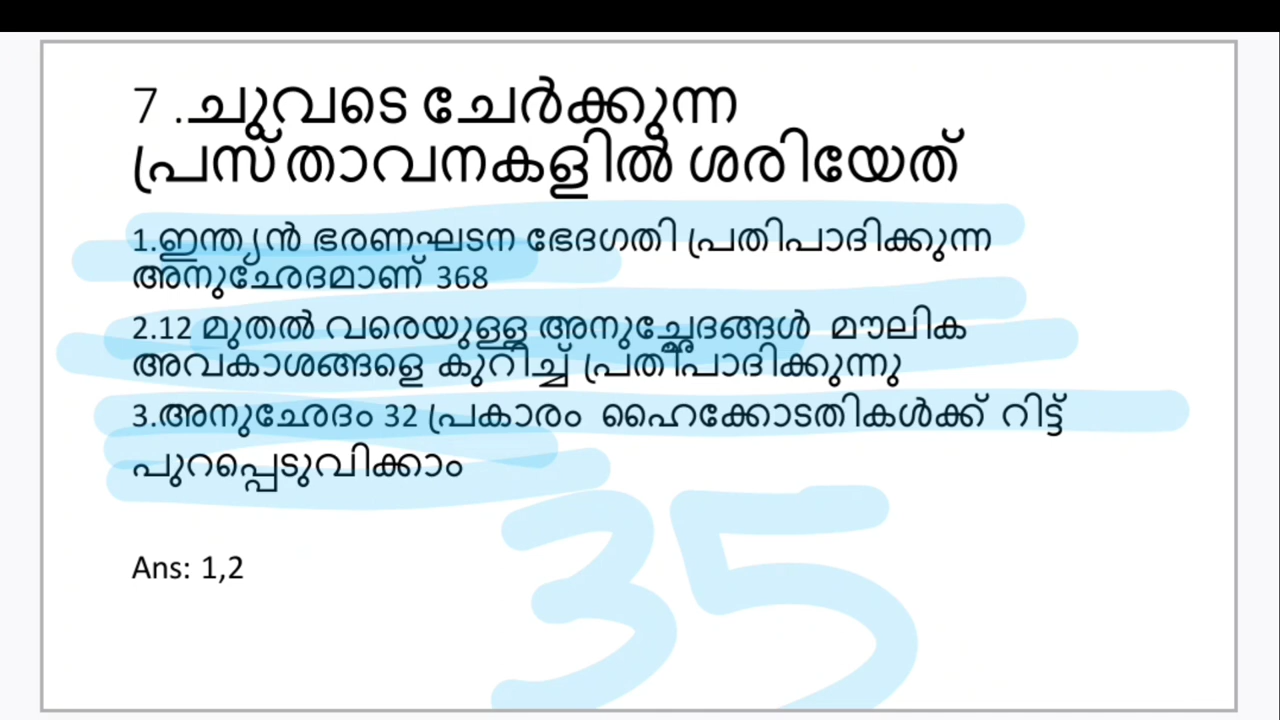 7 .ചുവടെ ചേർക്കുന്ന
പ്രസ്താവനകളിൽ ശരിയേത്
1.ഇന്ത്യൻ ഭരണഘടന ഭേദഗതി പ്രതിപാദിക്കുന്ന
അനുഛേദമാണ് 368
2.12 മുതൽ വരെയുള്ള അനുച്ഛേദങ്ങൾ മൗലിക
അവകാശങ്ങളെ കുറിച്ച് പ്രതിപാദിക്കുന്നു
3.അനുഛേദം 32 പ്രകാരം ഹൈക്കോടതികൾക്ക് റിട്ട്
പുറപ്പെടുവിക്കാം
35
Ans: 1,2